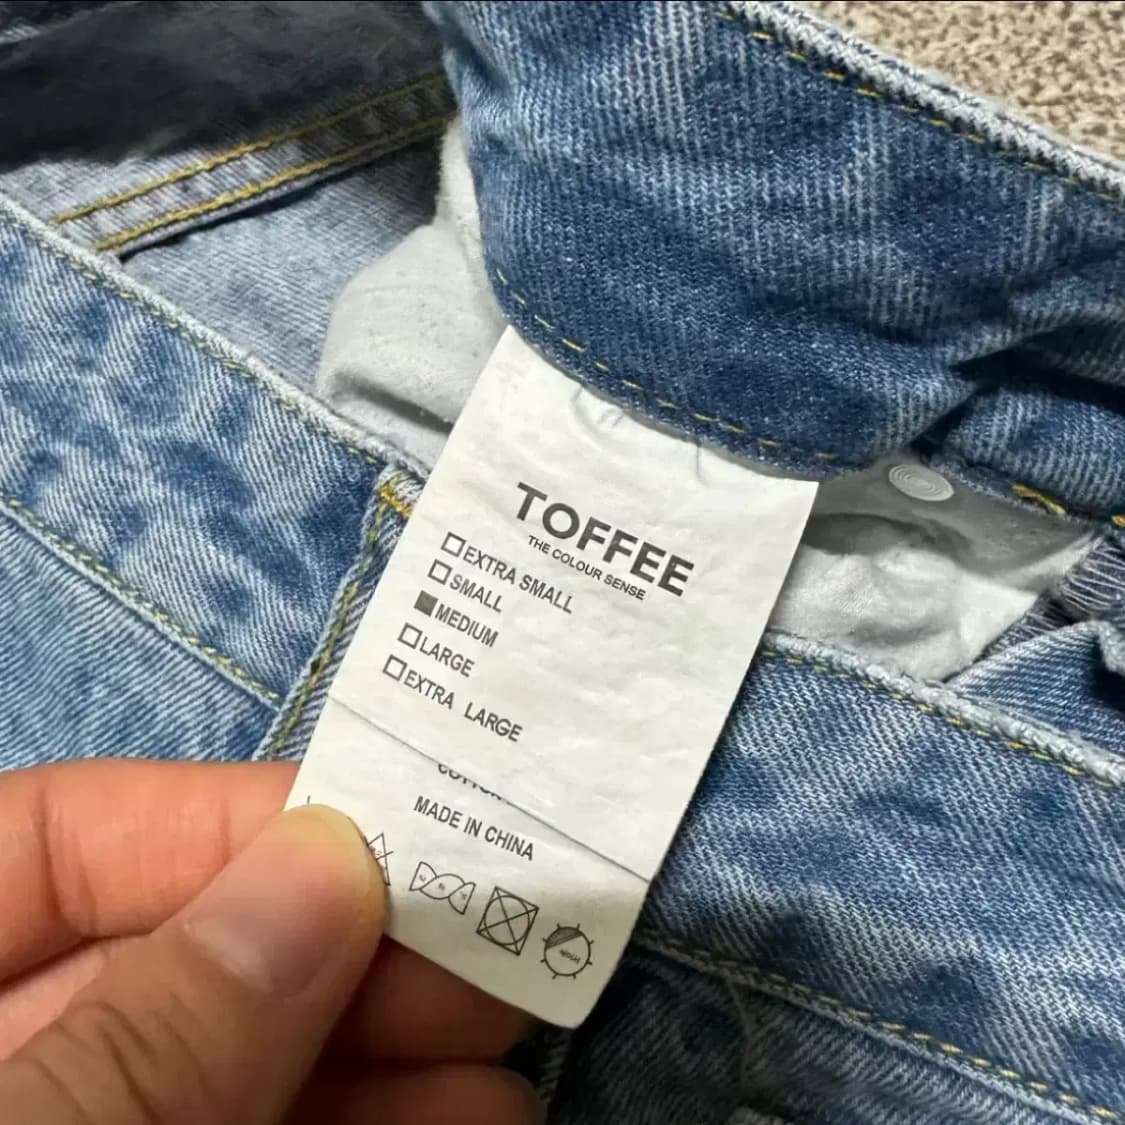 TOFFEE
THE COLOUR SENSE
EXTRA SMALL
SMALL
MEDIUM
LARGE
EXTRA LARGE
MADE IN CHINA